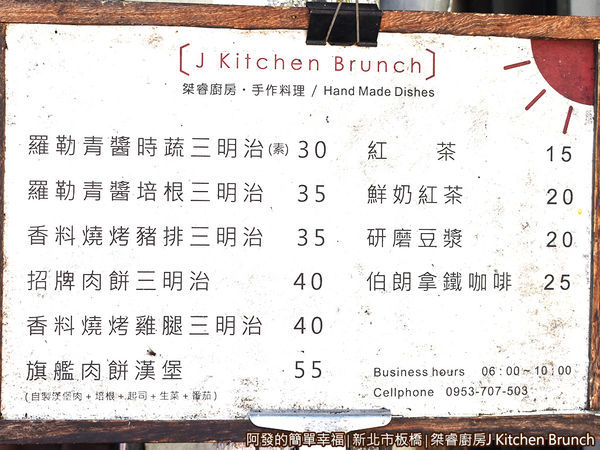 [J Kitchen Brunch]
桀睿廚房・手作料理 / Hand Made Dishes
羅勒青醬時蔬三明治(素) 30
羅勒青醬培根三明治 35
香料燒烤豬排三明治 35
招牌肉餅三明治 40
香料燒烤雞腿三明治 40
旗艦肉餅漢堡 55
(自製漢堡肉+培根+起司+生菜+番茄)
紅 茶 15
鮮奶紅茶 20
研磨豆漿 20
伯朗拿鐵咖啡 25
Business hours 06:00~10:00
Cellphone 0953-707-503
阿發的簡單幸福|新北市板橋|桀睿廚房J Kitchen Brunch